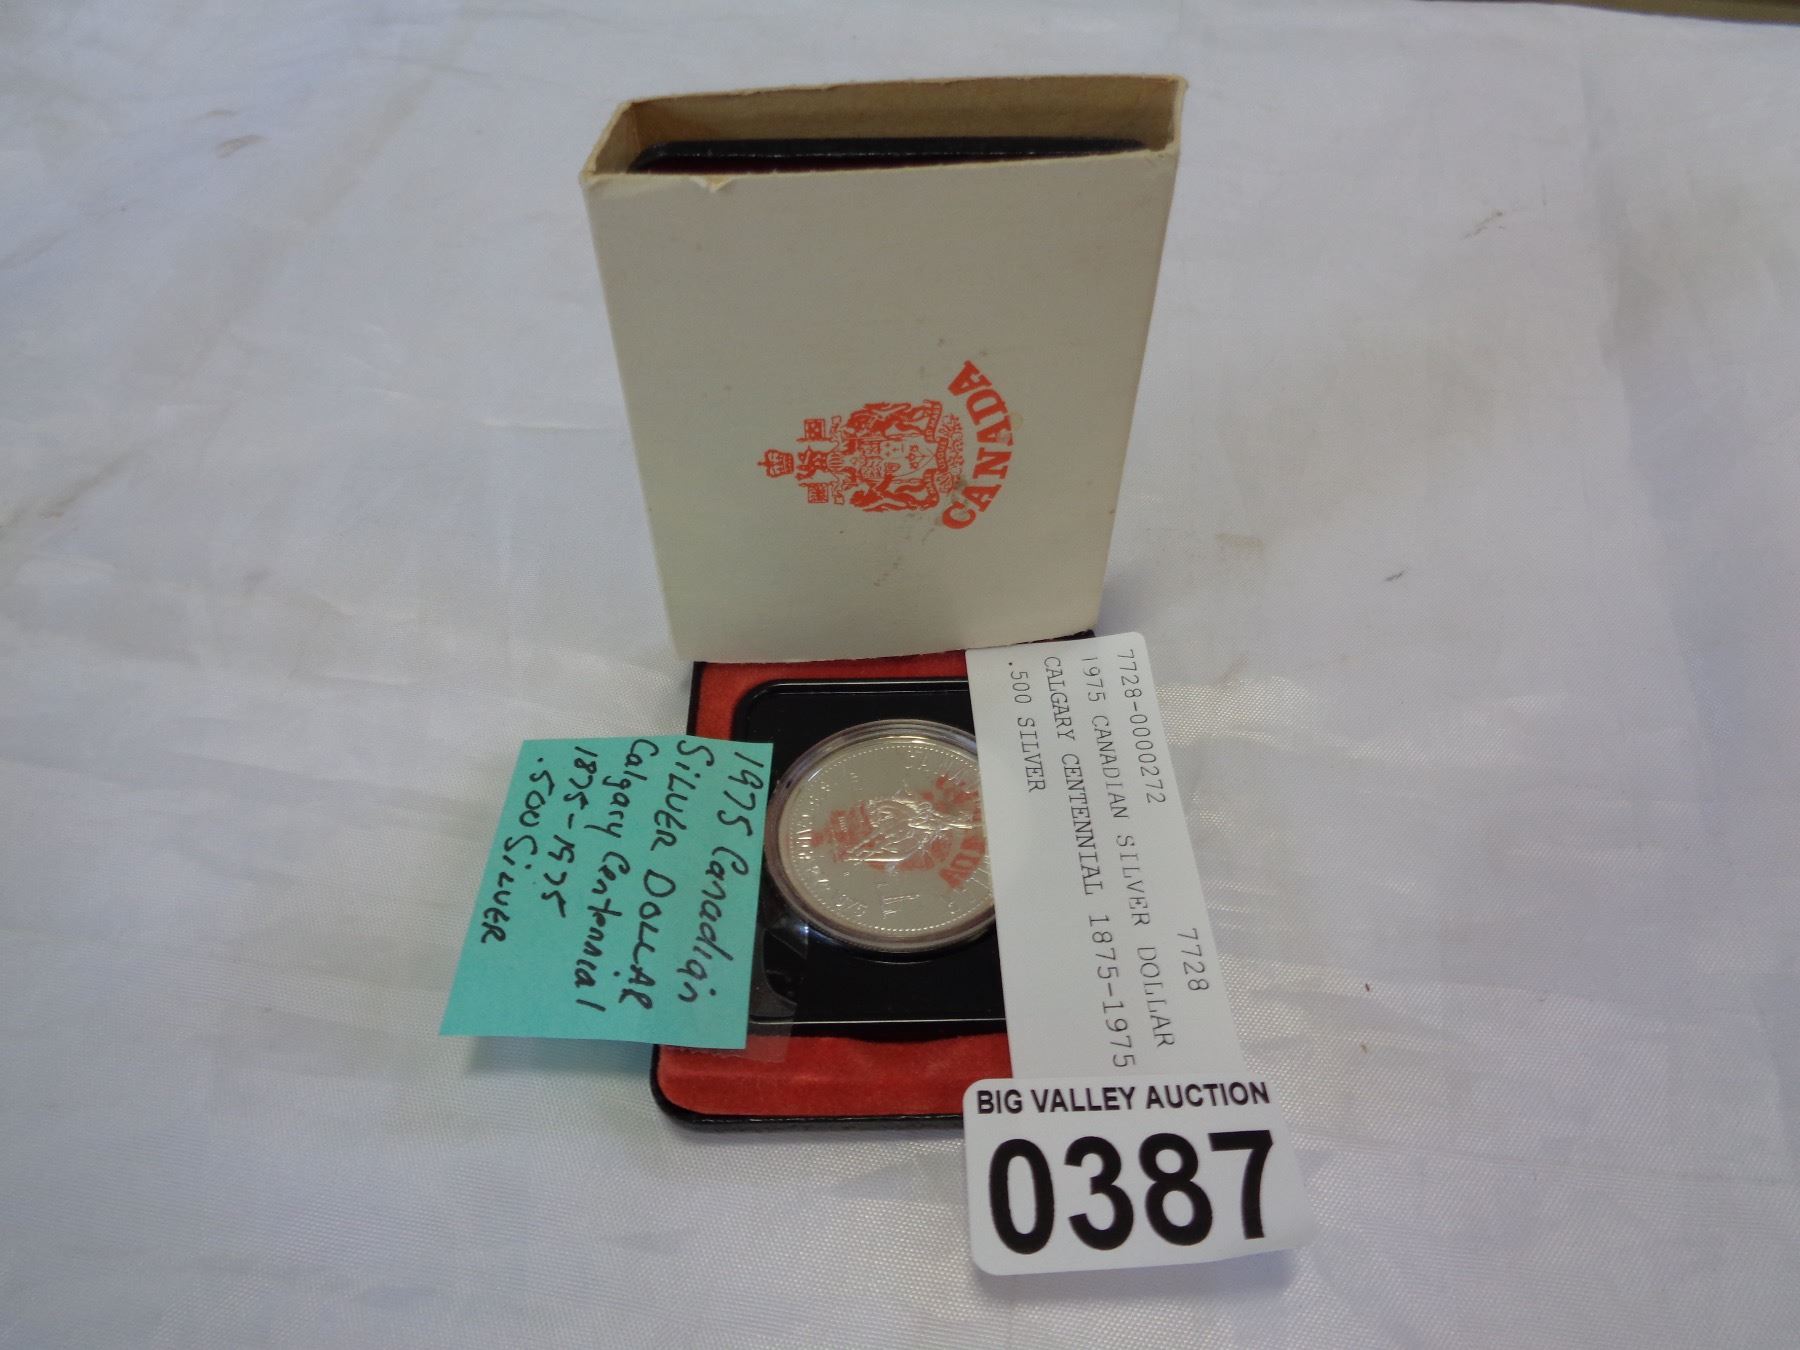 CANADA
7728-0000272 7728
1975 CANADIAN SILVER DOLLAR
CALGARY CENTENNIAL 1875-1975
.500 SILVER
1975 Canadian
SiLVER DOLLAR
Calgary Centennial
1875-1975
.500 SiLVER
BIG VALLEY AUCTION
0387